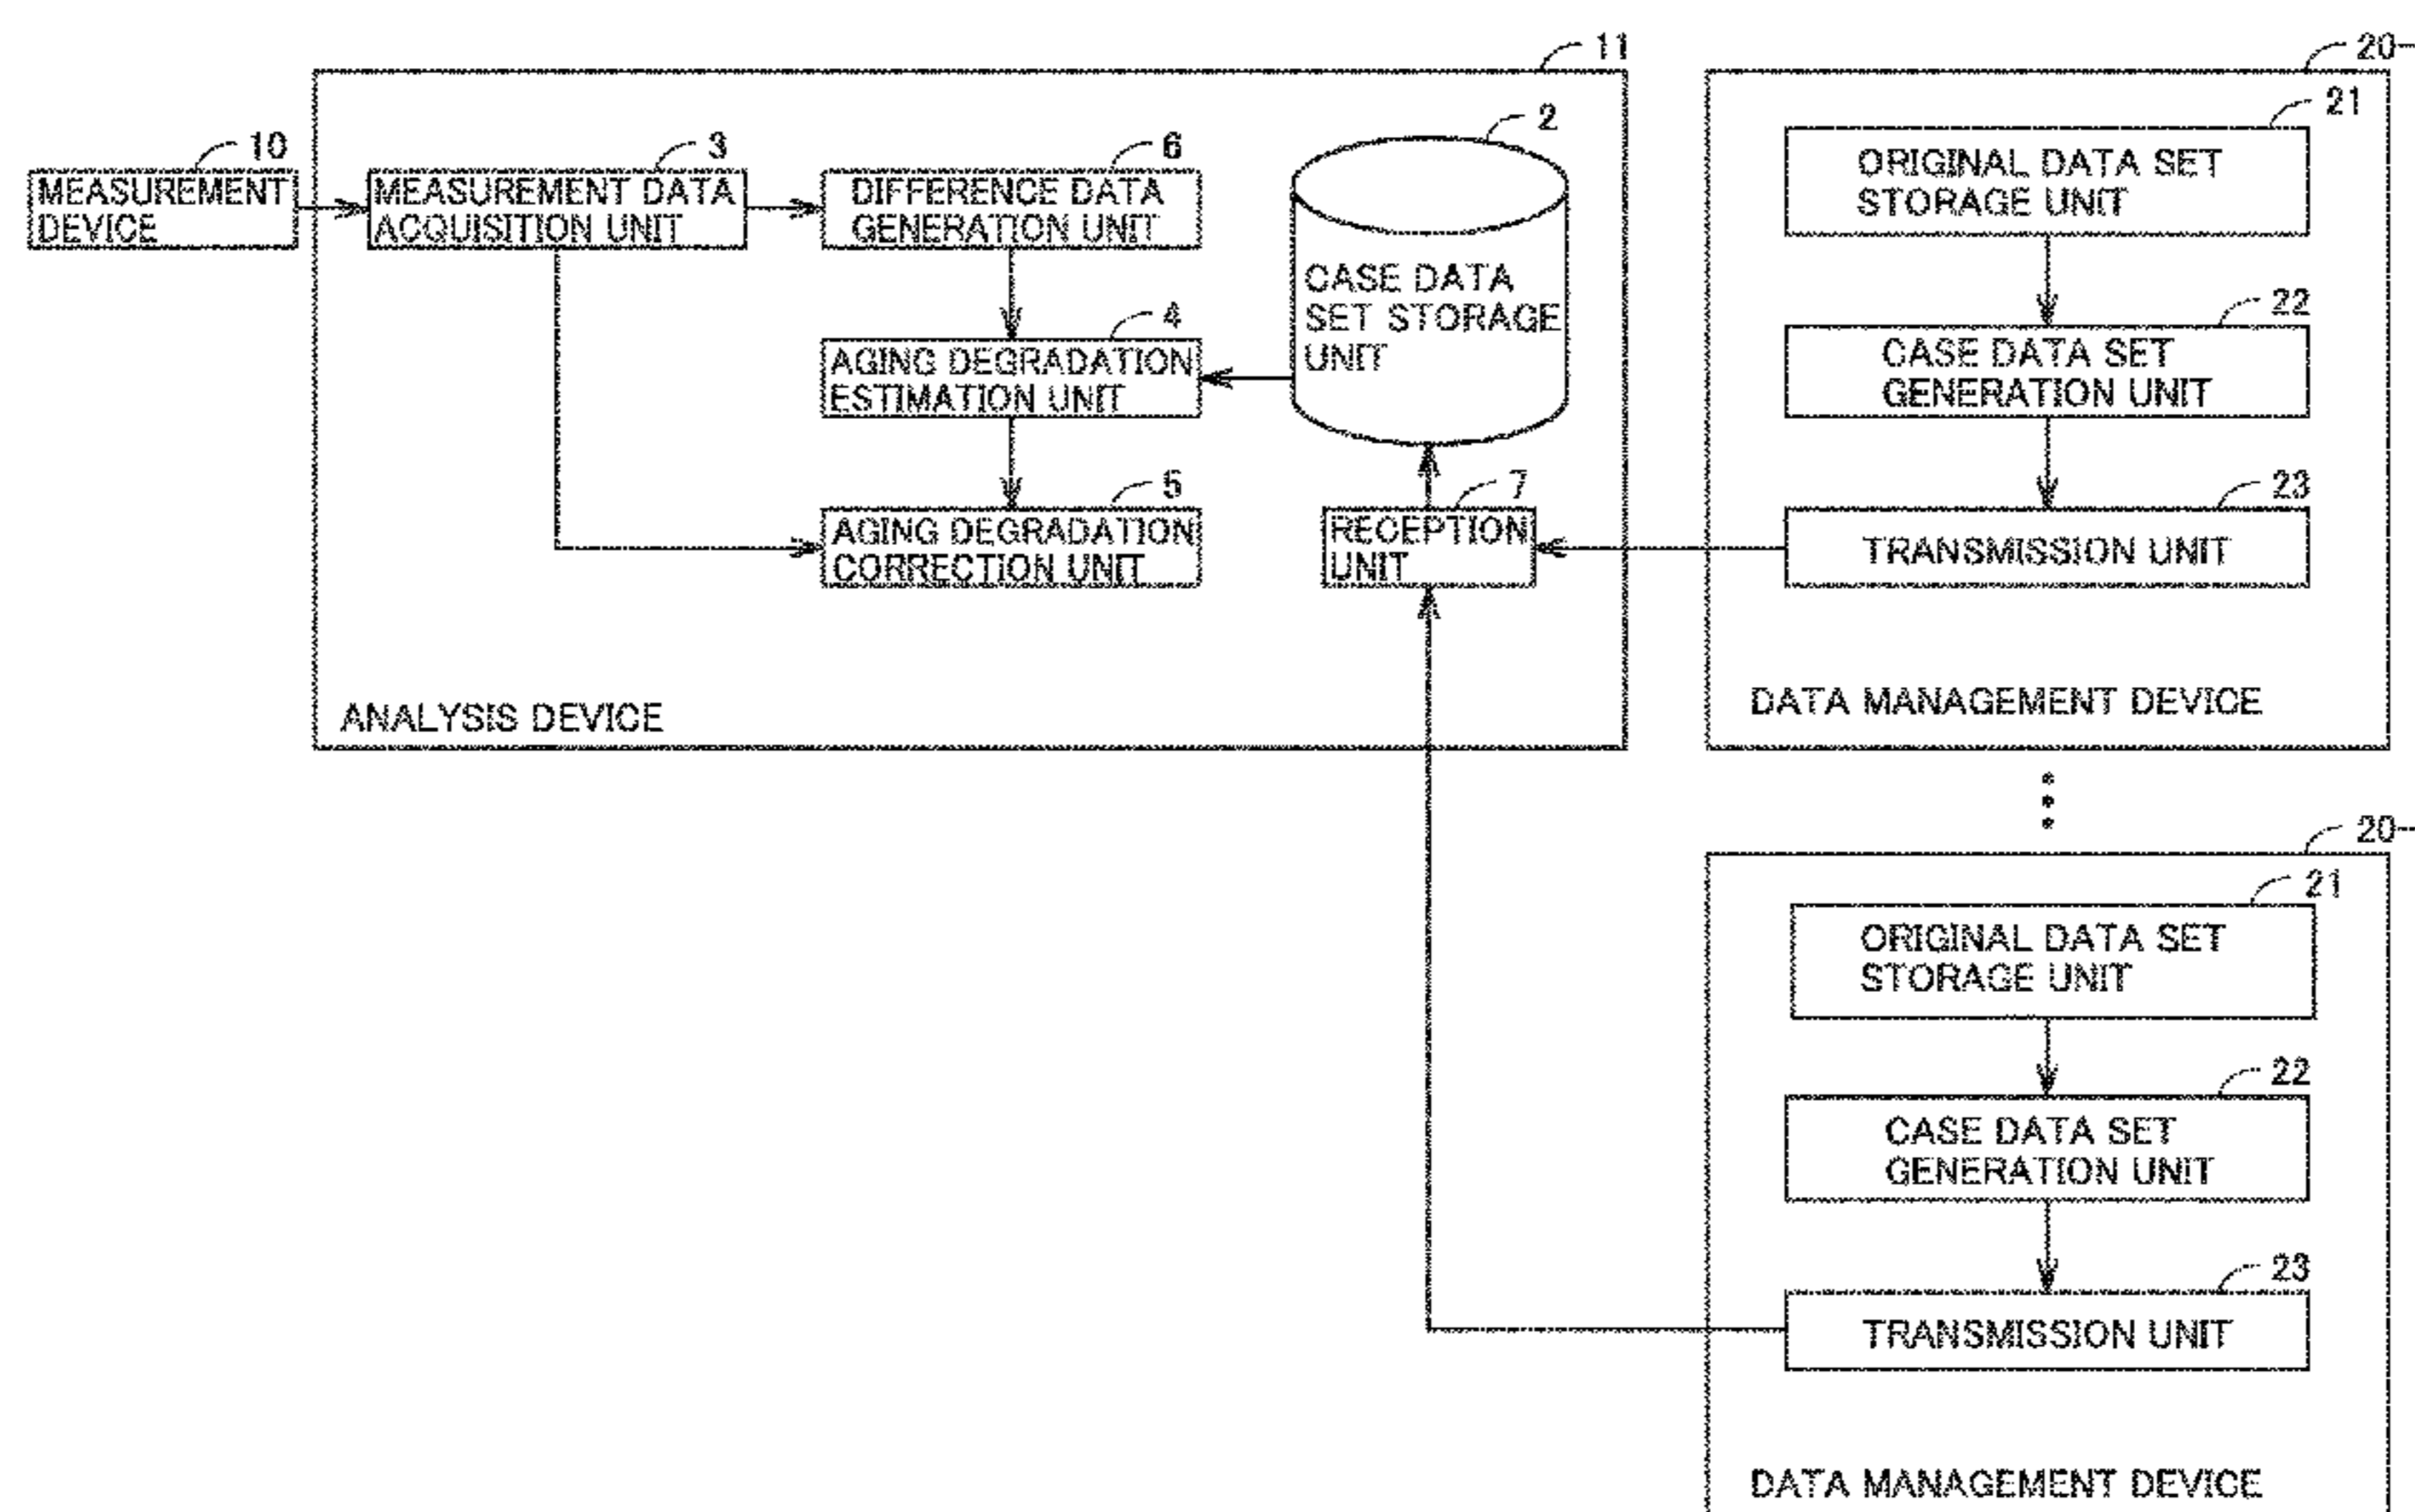 11
20-
10
3
6
2
21
MEASUREMENT
DEVICE
MEASUREMENT DATA
ACQUISITION UNIT
DIFFERENCE DATA
GENERATION UNIT
CASE DATA
SET STORAGE
UNIT
ORIGINAL DATA SET
STORAGE UNIT
4
AGING DEGRADATION
ESTIMATION UNIT
22
CASE DATA SET
GENERATION UNIT
5
AGING DEGRADATION
CORRECTION UNIT
7
RECEPTION
UNIT
23
TRANSMISSION UNIT
ANALYSIS DEVICE
DATA MANAGEMENT DEVICE
20-
21
ORIGINAL DATA SET
STORAGE UNIT
22
CASE DATA SET
GENERATION UNIT
23
TRANSMISSION UNIT
DATA MANAGEMENT DEVICE